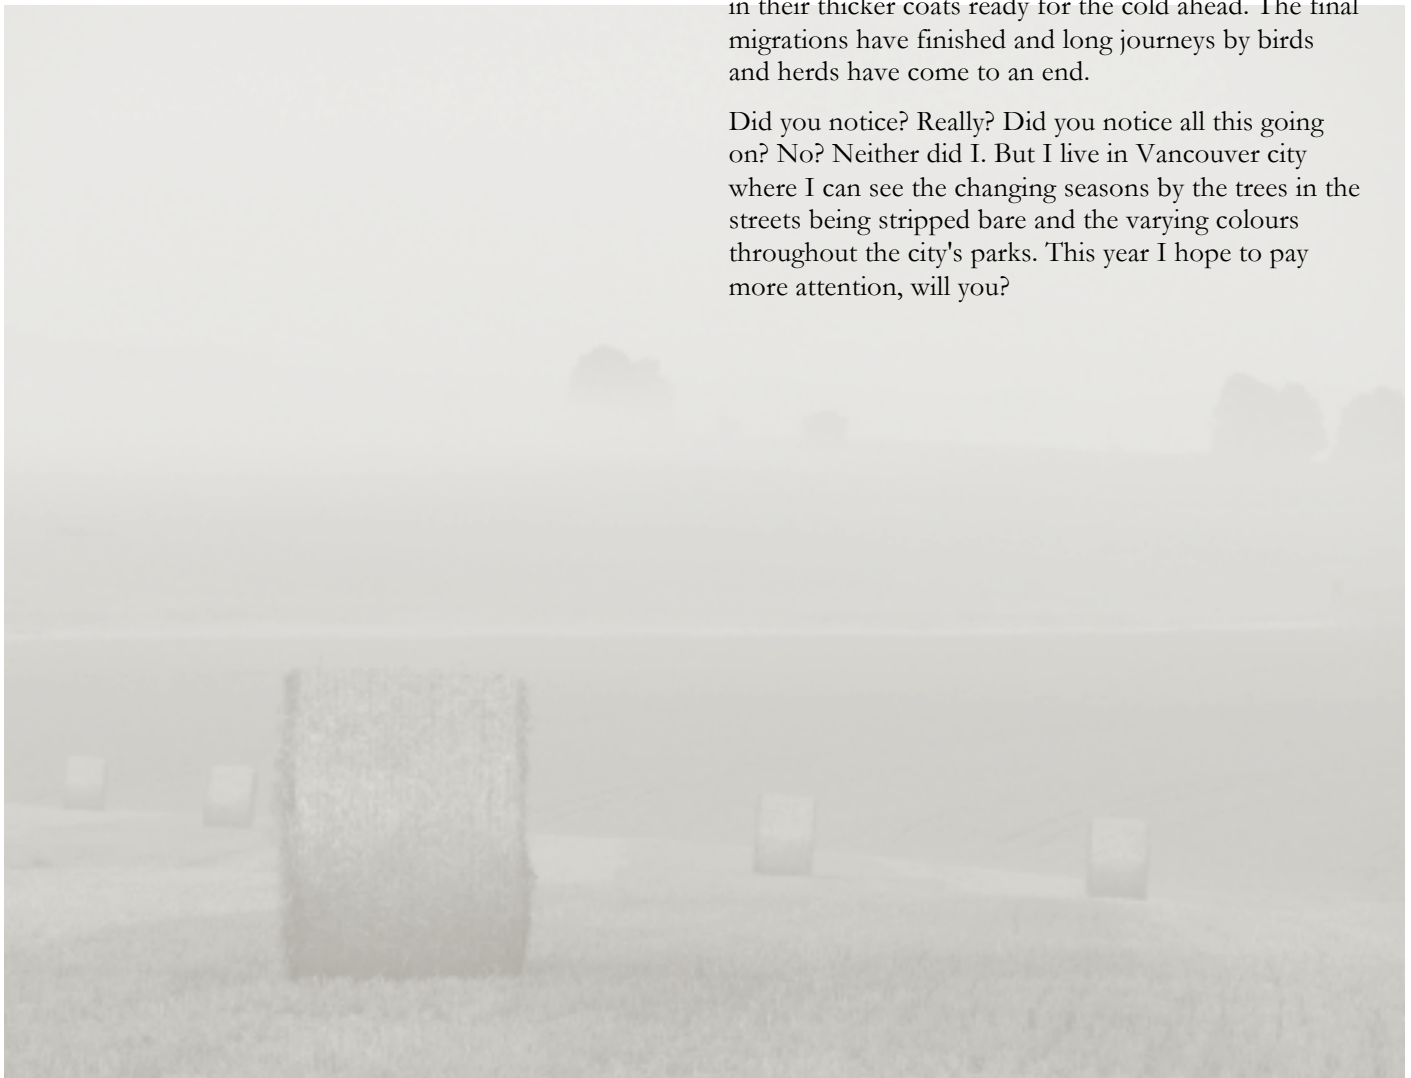 in their thicker coats ready for the cold ahead. The final
migrations have finished and long journeys by birds
and herds have come to an end.
Did you notice? Really? Did you notice all this going
on? No? Neither did I. But I live in Vancouver city
where I can see the changing seasons by the trees in the
streets being stripped bare and the varying colours
throughout the city's parks. This year I hope to pay
more attention, will you?